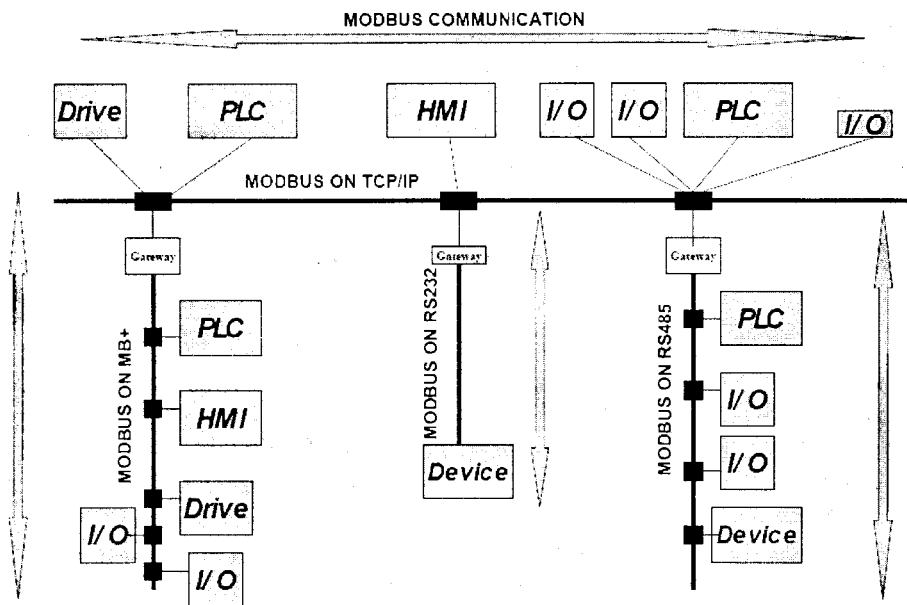 MODBUS COMMUNICATION
Drive
PLC
HMI
I/O
I/O
PLC
I/O
MODBUS ON TCP/IP
Gateway
Gateway
Gateway
MODBUS ON MB+
PLC
HMI
Drive
I/O
I/O
MODBUS ON RS232
Device
MODBUS ON RS485
PLC
I/O
I/O
Device